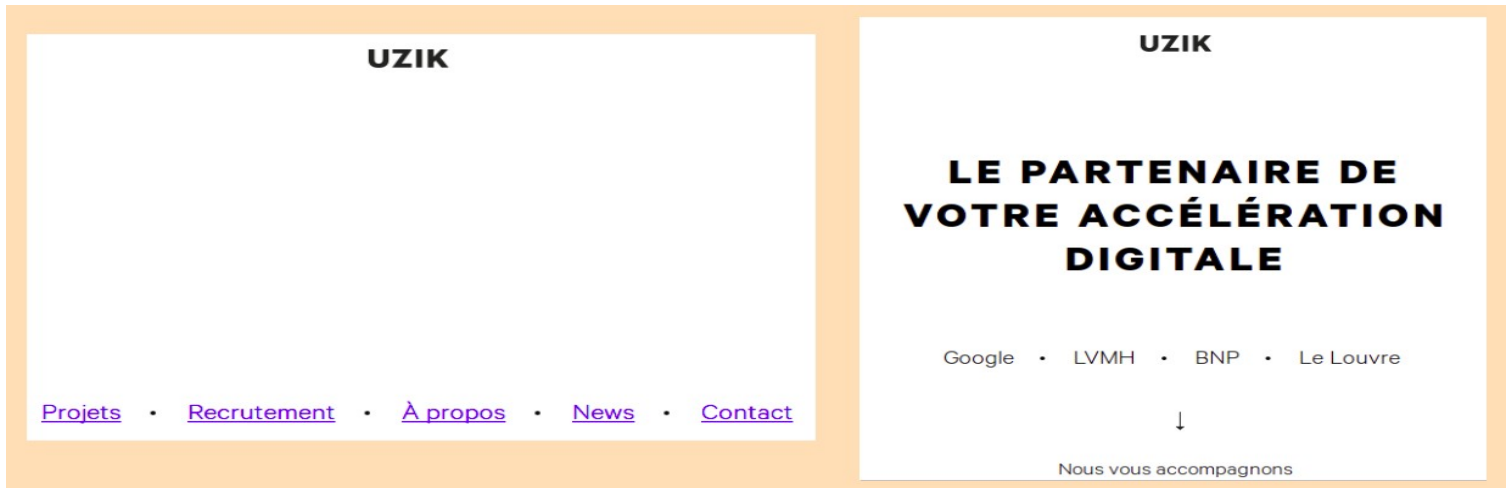 UZIK
Projets • Recrutement • À propos • News • Contact
UZIK
LE PARTENAIRE DE
VOTRE ACCÉLÉRATION
DIGITALE
Google • LVMH • BNP • Le Louvre
↓
Nous vous accompagnons